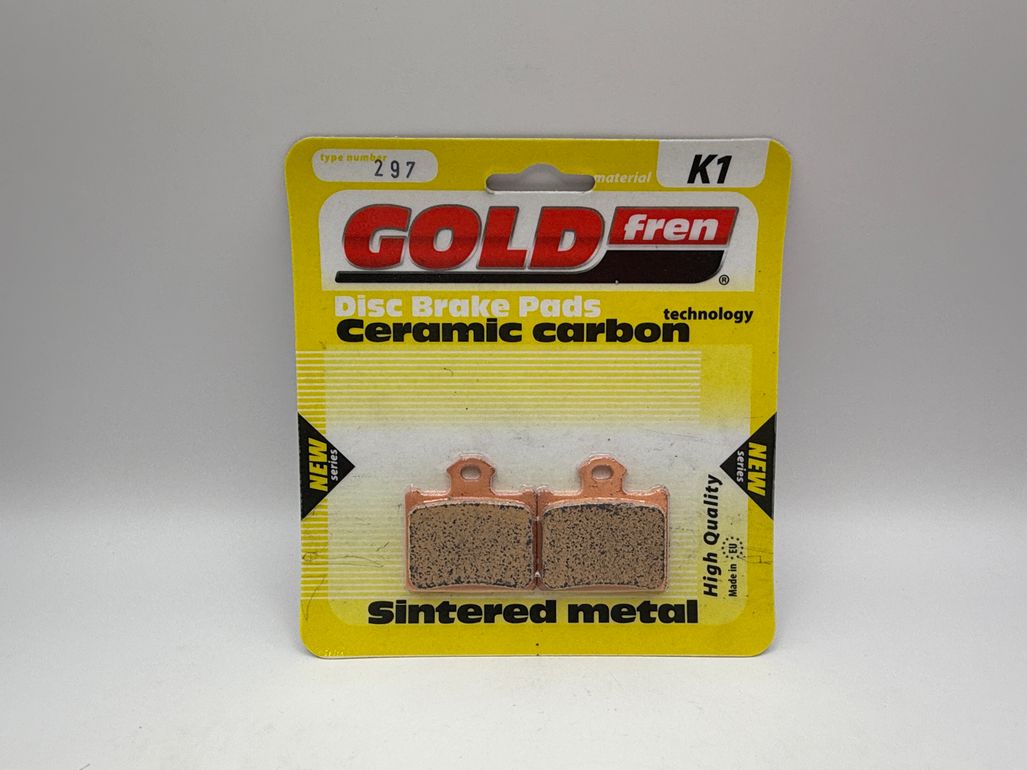 type number
297
material
K1
GOLD fren
®
Disc Brake Pads
technology
Ceramic carbon
NEW
series
NEW
series
High Quality
Made in EU
Sintered metal